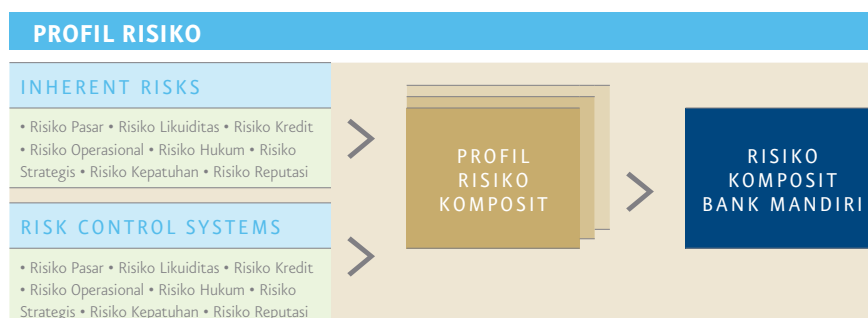 PROFIL RISIKO
INHERENT RISKS
• Risiko Pasar • Risiko Likuiditas • Risiko Kredit
• Risiko Operasional • Risiko Hukum • Risiko
Strategis • Risiko Kepatuhan • Risiko Reputasi
RISK CONTROL SYSTEMS
• Risiko Pasar • Risiko Likuiditas • Risiko Kredit
• Risiko Operasional • Risiko Hukum • Risiko
Strategis • Risiko Kepatuhan • Risiko Reputasi
PROFIL
RISIKO
KOMPOSIT
RISIKO
KOMPOSIT
BANK MANDIRI